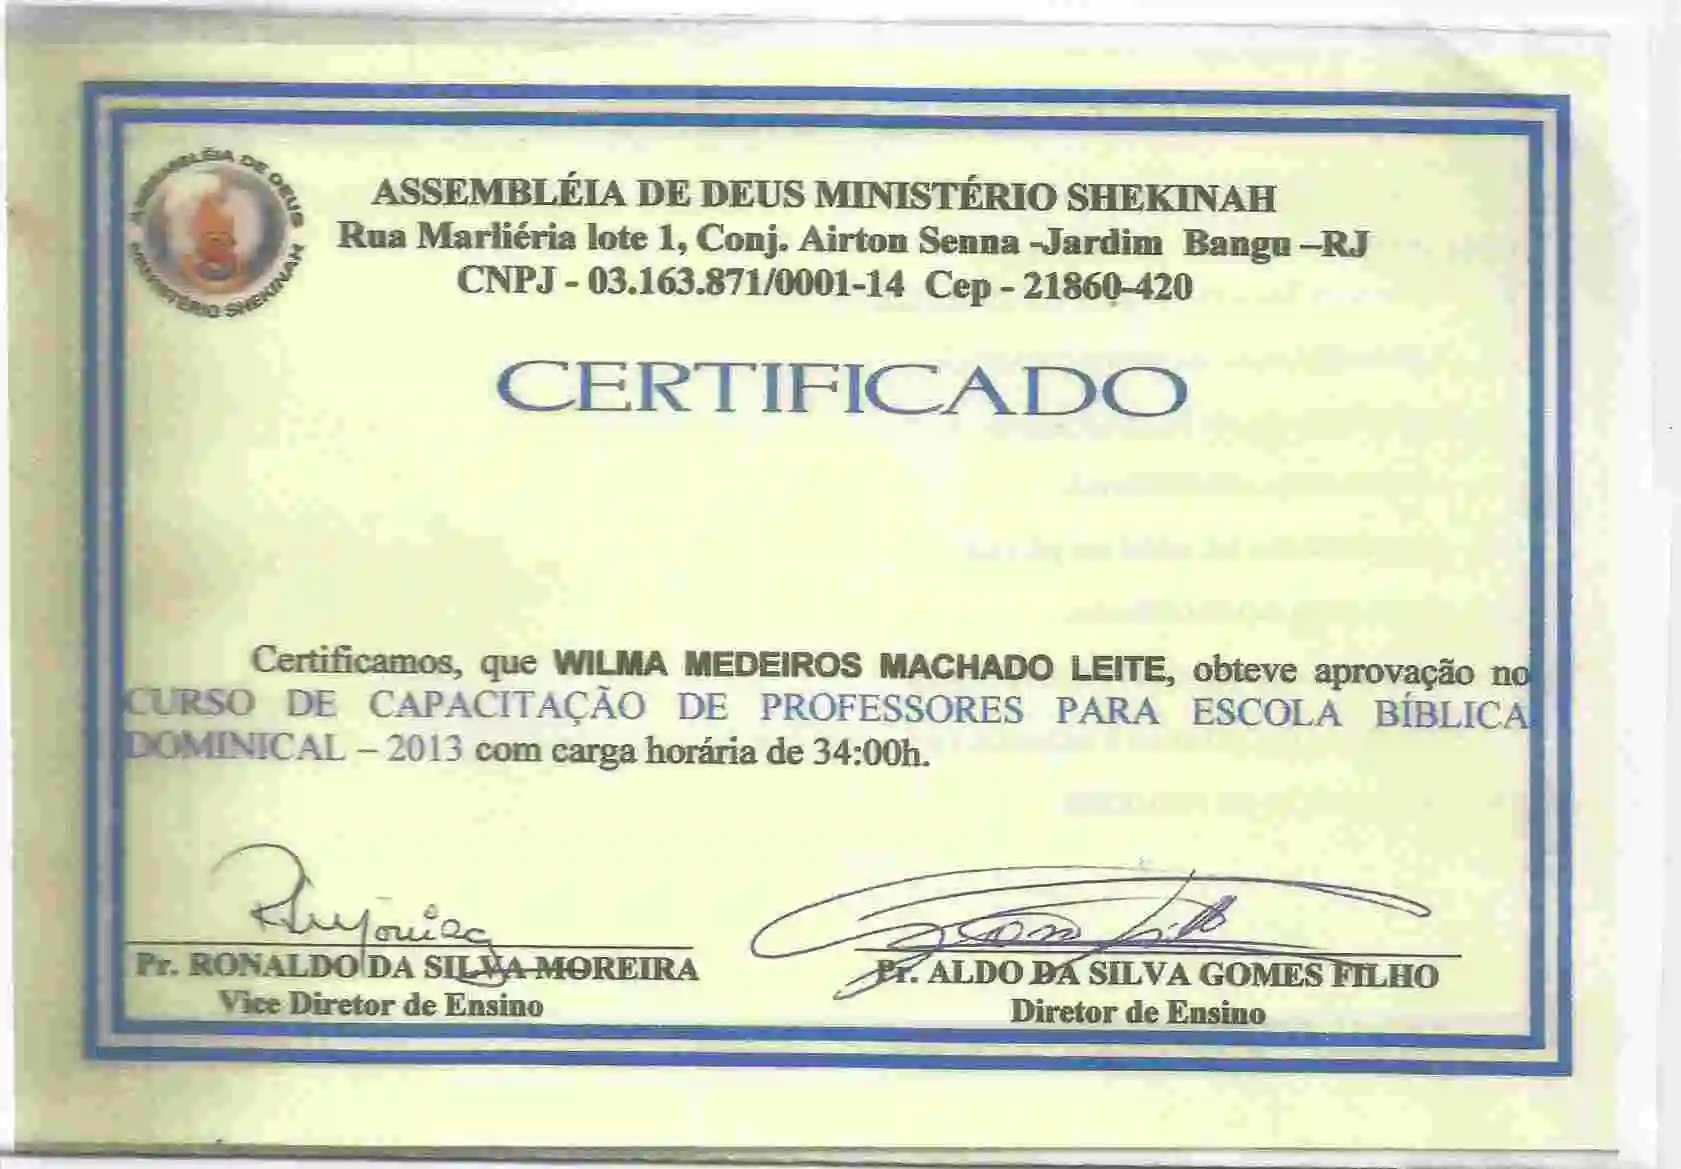 ASSEMBLÉIA DE DEUS
MINISTÉRIO SHEKINAH
ASSEMBLÉIA DE DEUS MINISTÉRIO SHEKINAH
Rua Marliéria lote 1, Conj. Airton Senna -Jardim Bangu –RJ
CNPJ - 03.163.871/0001-14 Cep - 21860-420
CERTIFICADO
Certificamos, que WILMA MEDEIROS MACHADO LEITE, obteve aprovação no
CURSO DE CAPACITAÇÃO DE PROFESSORES PARA ESCOLA BÍBLICA
DOMINICAL – 2013 com carga horária de 34:00h.
Pr. RONALDO DA SILVA MOREIRA
Vice Diretor de Ensino
Pr. ALDO DA SILVA GOMES FILHO
Diretor de Ensino